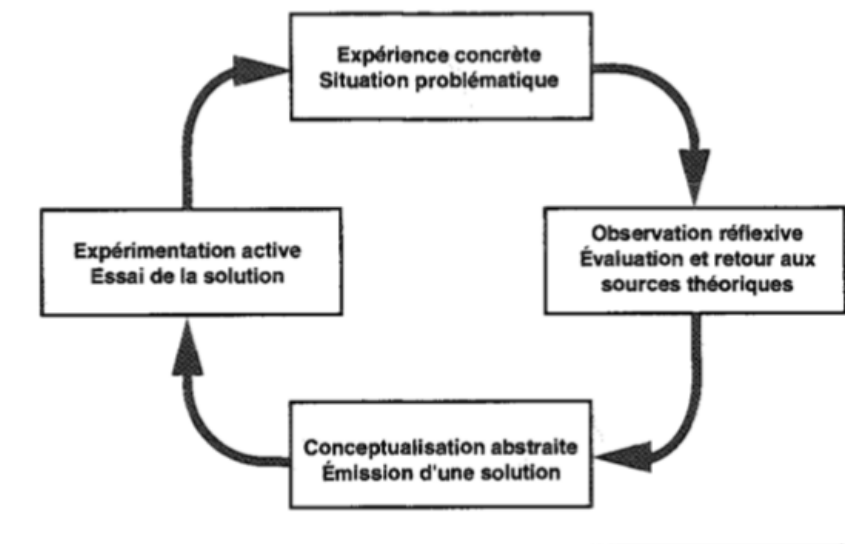 Expérience concrète
Situation problématique
Observation réflexive
Évaluation et retour aux
sources théoriques
Conceptualisation abstraite
Émission d'une solution
Expérimentation active
Essai de la solution